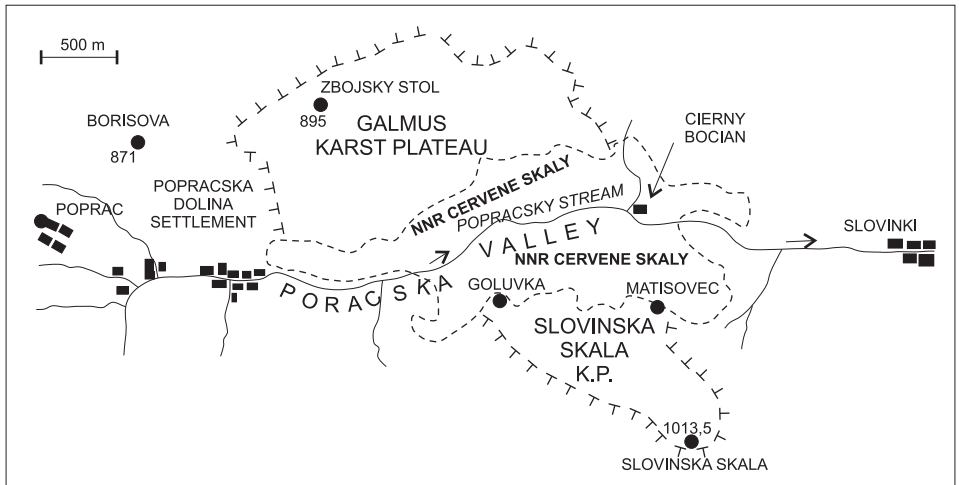 500 m
ZBOJSKY STOL
895
GALMUS
KARST PLATEAU
BORISOVA
871
CIERNY
BOCIAN
POPRACSKA
DOLINA
SETTLEMENT
POPRAC
NNR CERVENE SKALY
POPRACSKY STREAM
PORACSKA VALLEY
NNR CERVENE SKALY
SLOVINKI
GOLUVKA
MATISOVEC
SLOVINSKA
SKALA
K.P.
1013,5
SLOVINSKA SKALA